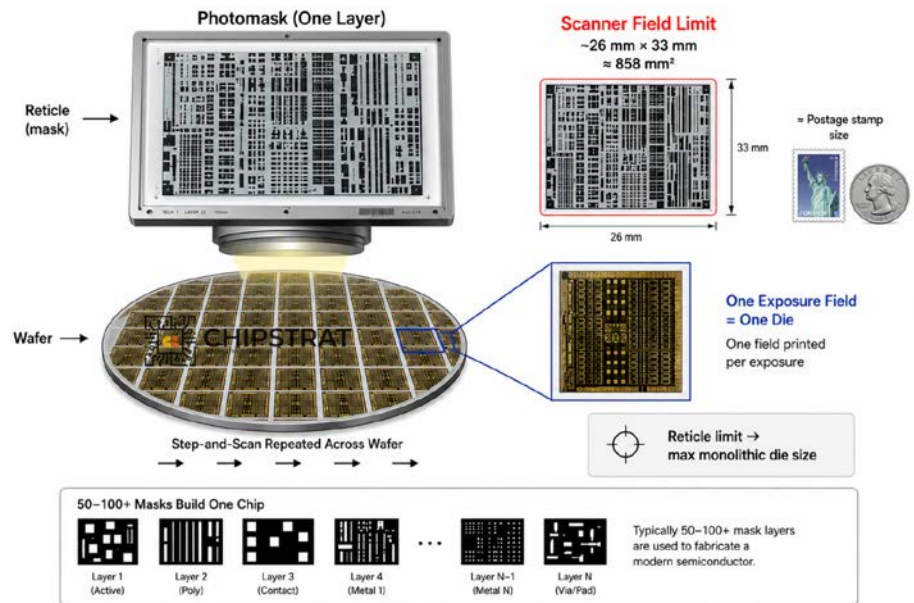 Photomask (One Layer)
Reticle
(mask)
Scanner Field Limit
~26 mm × 33 mm
≈ 858 mm²
33 mm
26 mm
≈ Postage stamp
size
Wafer
CHIPSTRAT
One Exposure Field
= One Die
One field printed
per exposure
Step-and-Scan Repeated Across Wafer
Reticle limit →
max monolithic die size
50–100+ Masks Build One Chip
Layer 1
(Active)
Layer 2
(Poly)
Layer 3
(Contact)
Layer 4
(Metal 1)
...
Layer N–1
(Metal N)
Layer N
(Via/Pad)
Typically 50–100+ mask layers
are used to fabricate a
modern semiconductor.